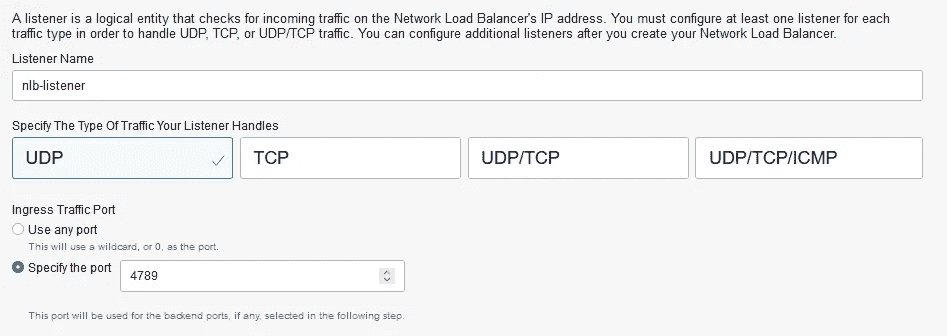 A listener is a logical entity that checks for incoming traffic on the Network Load Balancer's IP address. You must configure at least one listener for each
traffic type in order to handle UDP, TCP, or UDP/TCP traffic. You can configure additional listeners after you create your Network Load Balancer.
Listener Name
nlb-listener
Specify The Type Of Traffic Your Listener Handles
UDP TCP UDP/TCP UDP/TCP/ICMP
Ingress Traffic Port
Use any port
This will use a wildcard, or 0, as the port.
Specify the port 4789
This port will be used for the backend ports, if any, selected in the following step.